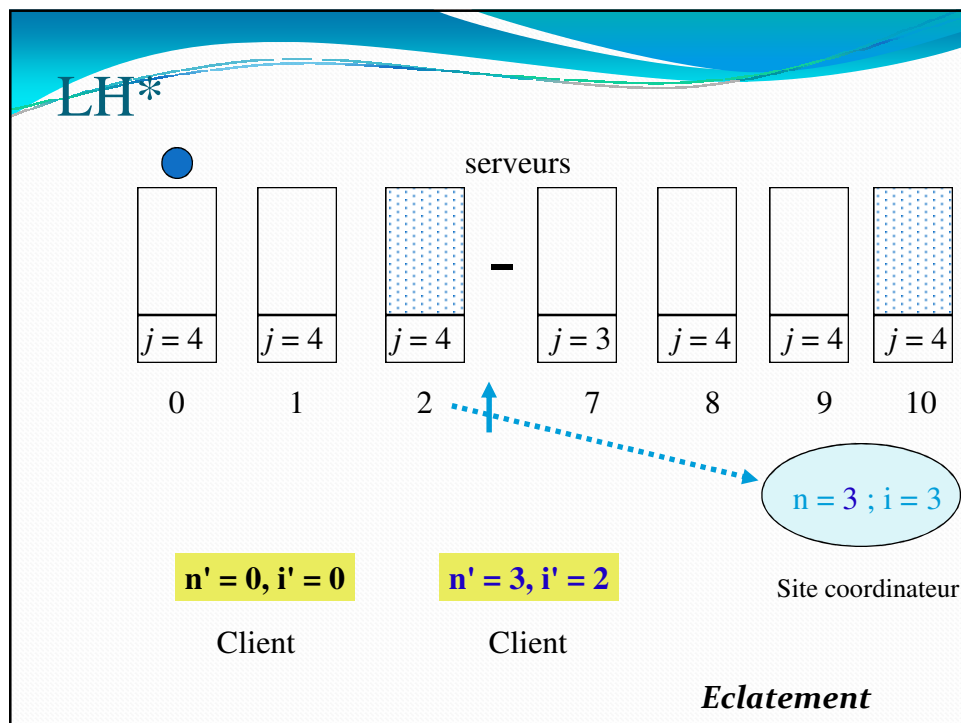 LH*
serveurs
j = 4 j = 4 j = 4 j = 3 j = 4 j = 4 j = 4
0 1 2 7 8 9 10
n = 3 ; i = 3
n' = 0, i' = 0 n' = 3, i' = 2
Site coordinateur
Client Client
Eclatement